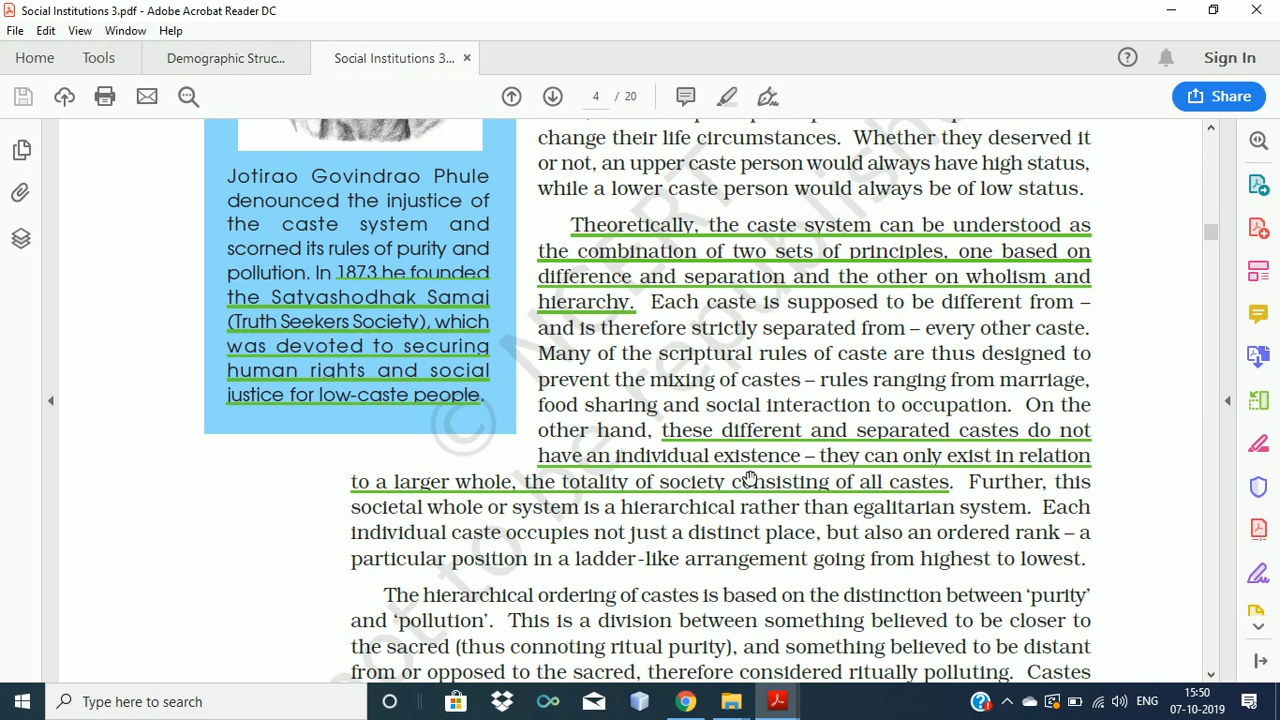 Social Institutions 3.pdf - Adobe Acrobat Reader DC
File Edit View Window Help
Home Tools Demographic Struc... Social Institutions 3... ×
Sign In
4 / 20
Share
change their life circumstances. Whether they deserved it
or not, an upper caste person would always have high status,
while a lower caste person would always be of low status.
Jotirao Govindrao Phule
denounced the injustice of
the caste system and
scorned its rules of purity and
pollution. In 1873 he founded
the Satyashodhak Samaj
(Truth Seekers Society), which
was devoted to securing
human rights and social
justice for low-caste people.
Theoretically, the caste system can be understood as
the combination of two sets of principles, one based on
difference and separation and the other on wholism and
hierarchy. Each caste is supposed to be different from –
and is therefore strictly separated from – every other caste.
Many of the scriptural rules of caste are thus designed to
prevent the mixing of castes – rules ranging from marriage,
food sharing and social interaction to occupation. On the
other hand, these different and separated castes do not
have an individual existence – they can only exist in relation
to a larger whole, the totality of society consisting of all castes. Further, this
societal whole or system is a hierarchical rather than egalitarian system. Each
individual caste occupies not just a distinct place, but also an ordered rank – a
particular position in a ladder-like arrangement going from highest to lowest.
The hierarchical ordering of castes is based on the distinction between ‘purity’
and ‘pollution’. This is a division between something believed to be closer to
the sacred (thus connoting ritual purity), and something believed to be distant
from or opposed to the sacred, therefore considered ritually polluting. Castes
© NCERT
not to be republish
Type here to search
ENG
15:50
07-10-2019